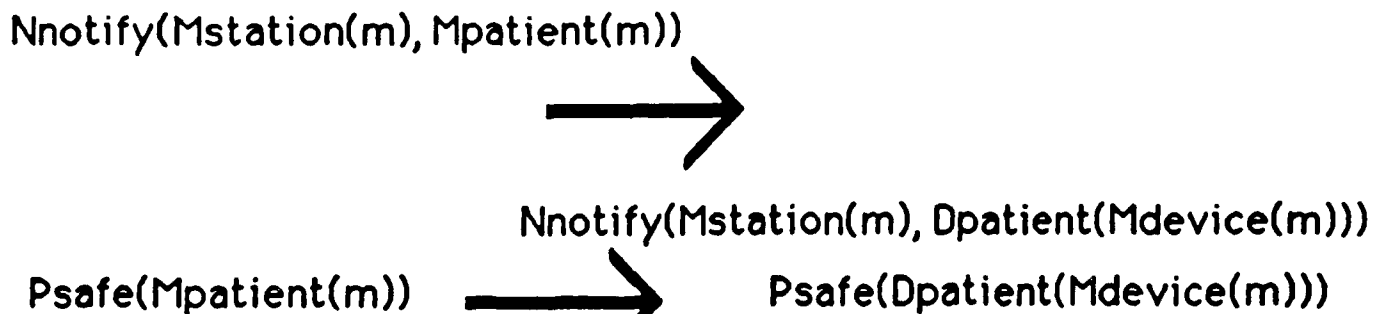 Nnotify(Mstation(m), Mpatient(m))
Nnotify(Mstation(m), Dpatient(Mdevice(m)))
Psafe(Mpatient(m)) Psafe(Dpatient(Mdevice(m)))